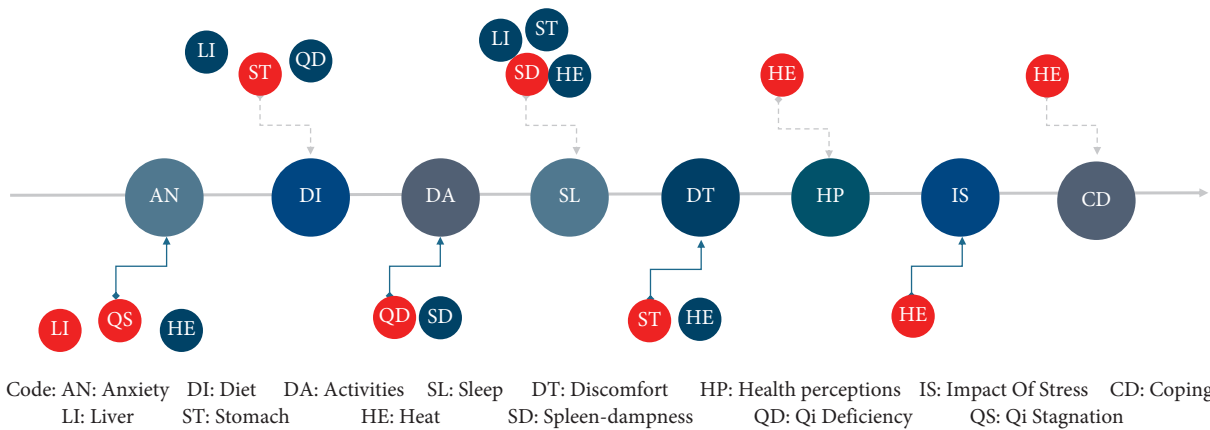 LI
ST
QD
LI
ST
SD
HE
HE
HE
AN
DI
DA
SL
DT
HP
IS
CD
LI
QS
HE
QD
SD
ST
HE
HE
Code: AN: Anxiety DI: Diet DA: Activities SL: Sleep DT: Discomfort HP: Health perceptions IS: Impact Of Stress CD: Coping
LI: Liver ST: Stomach HE: Heat SD: Spleen-dampness QD: Qi Deficiency QS: Qi Stagnation